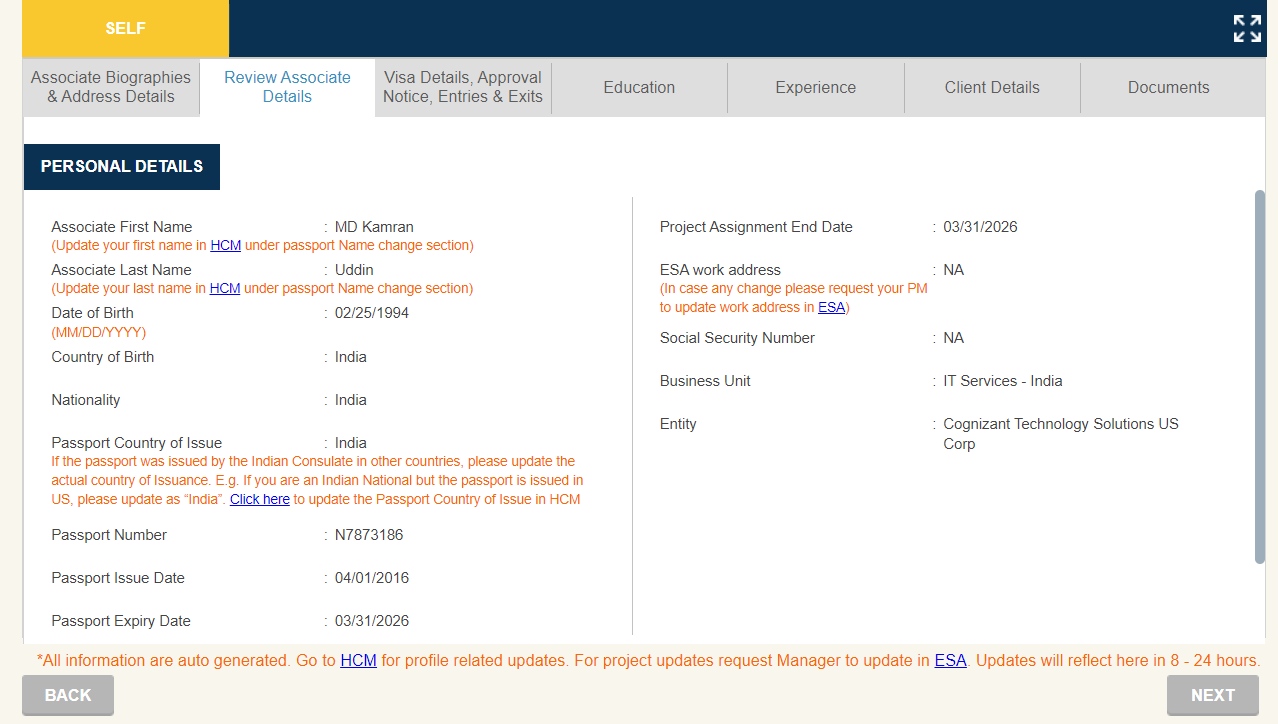 SELF
Associate Biographies
& Address Details
Review Associate
Details
Visa Details, Approval
Notice, Entries & Exits
Education
Experience
Client Details
Documents
PERSONAL DETAILS
Associate First Name : MD Kamran
(Update your first name in HCM under passport Name change section)
Associate Last Name : Uddin
(Update your last name in HCM under passport Name change section)
Date of Birth : 02/25/1994
(MM/DD/YYYY)
Country of Birth : India
Nationality : India
Passport Country of Issue : India
If the passport was issued by the Indian Consulate in other countries, please update the
actual country of Issuance. E.g. If you are an Indian National but the passport is issued in
US, please update as “India”. Click here to update the Passport Country of Issue in HCM
Passport Number : N7873186
Passport Issue Date : 04/01/2016
Passport Expiry Date : 03/31/2026
Project Assignment End Date : 03/31/2026
ESA work address : NA
(In case any change please request your PM
to update work address in ESA)
Social Security Number : NA
Business Unit : IT Services - India
Entity : Cognizant Technology Solutions US
Corp
*All information are auto generated. Go to HCM for profile related updates. For project updates request Manager to update in ESA. Updates will reflect here in 8 - 24 hours.
BACK
NEXT